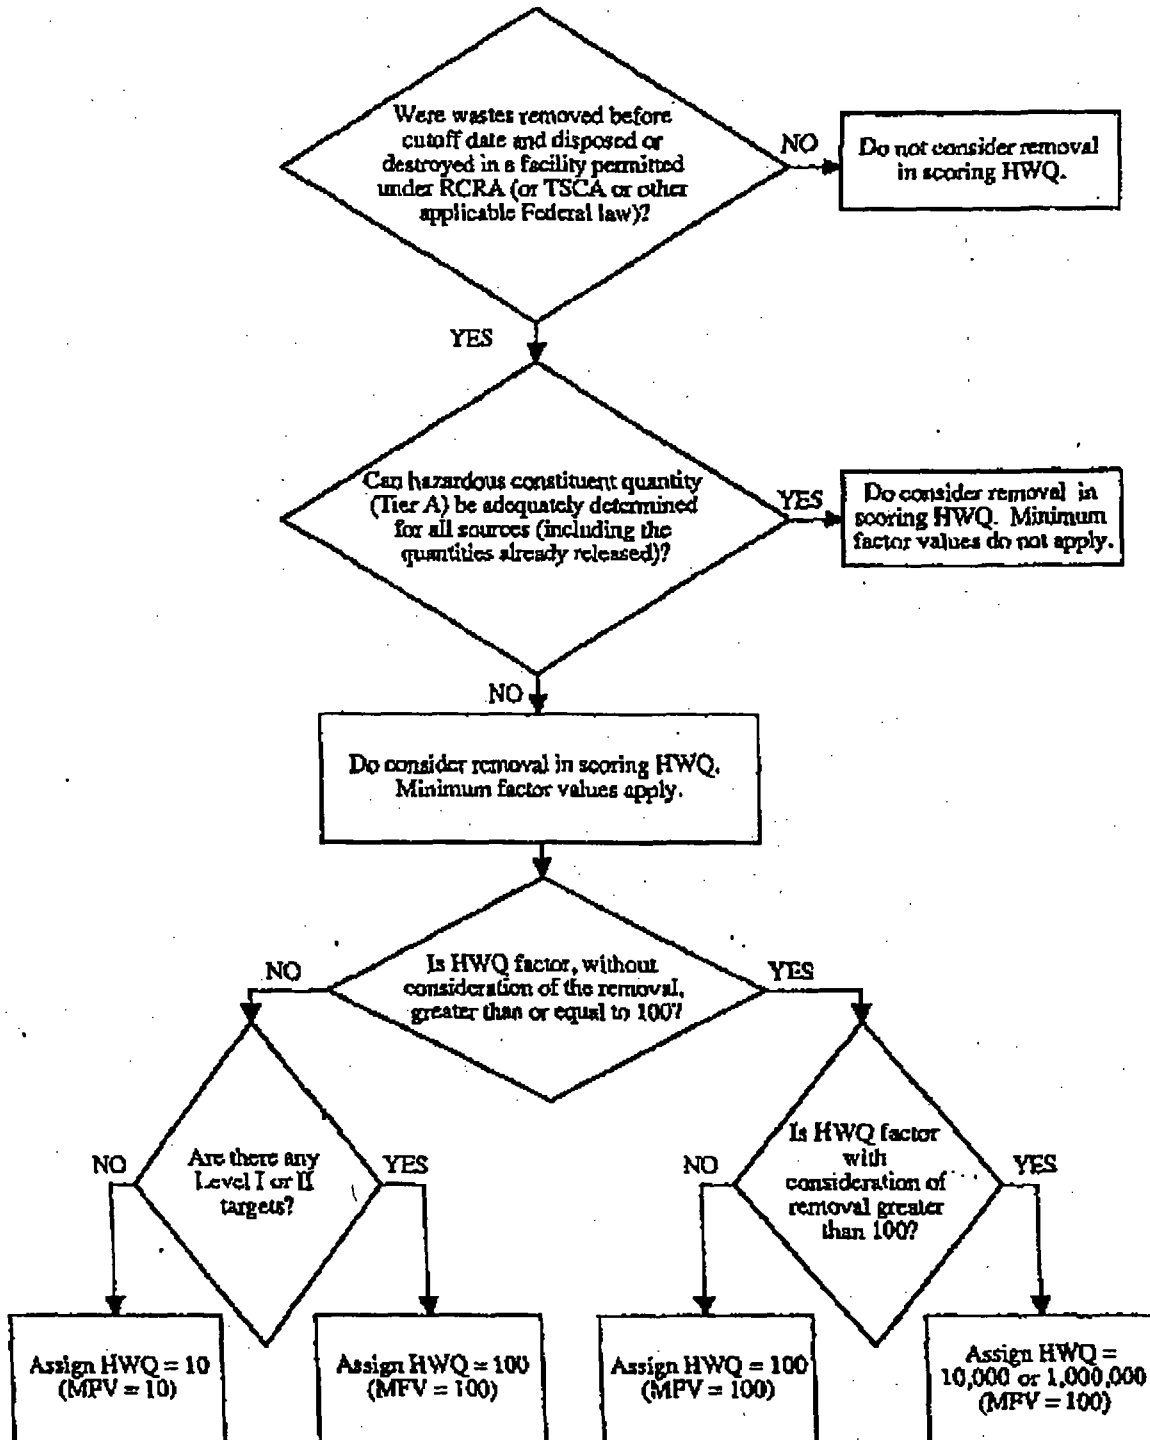 Were wastes removed before
cutoff date and disposed or
destroyed in a facility permitted
under RCRA (or TSCA or other
applicable Federal law)?
NO
Do not consider removal
in scoring HWQ.
YES
Can hazardous constituent quantity
(Tier A) be adequately determined
for all sources (including the
quantities already released)?
YES
Do consider removal in
scoring HWQ. Minimum
factor values do not apply.
NO
Do consider removal in scoring HWQ.
Minimum factor values apply.
NO
Is HWQ factor, without
consideration of the removal,
greater than or equal to 100?
YES
NO
Are there any
Level I or II
targets?
YES
NO
Is HWQ factor
with
consideration of
removal greater
than 100?
YES
Assign HWQ = 10
(MFV = 10)
Assign HWQ = 100
(MFV = 100)
Assign HWQ = 100
(MFV = 100)
Assign HWQ =
10,000 or 1,000,000
(MFV = 100)